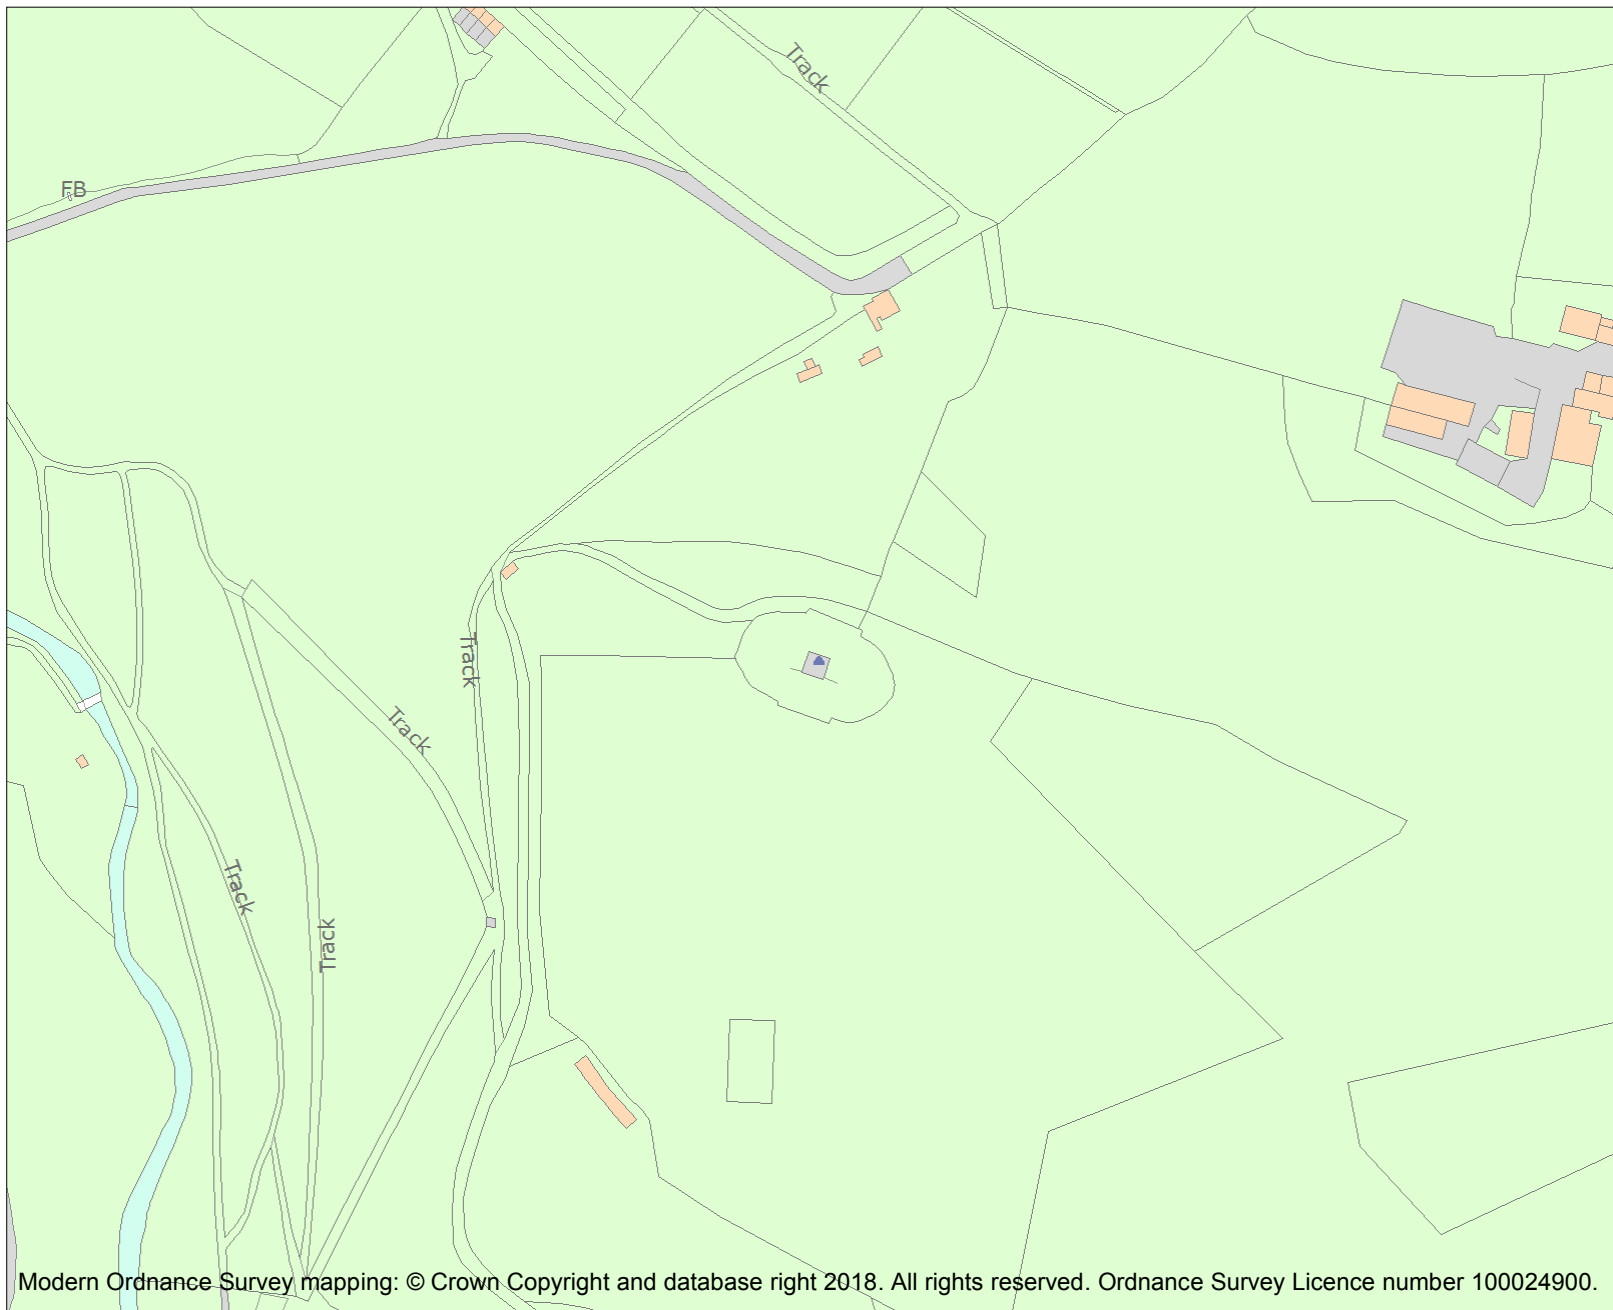 Track
FB
Track
Track
Track
Track
Modern Ordnance Survey mapping: © Crown Copyright and database right 2018. All rights reserved. Ordnance Survey Licence number 100024900.